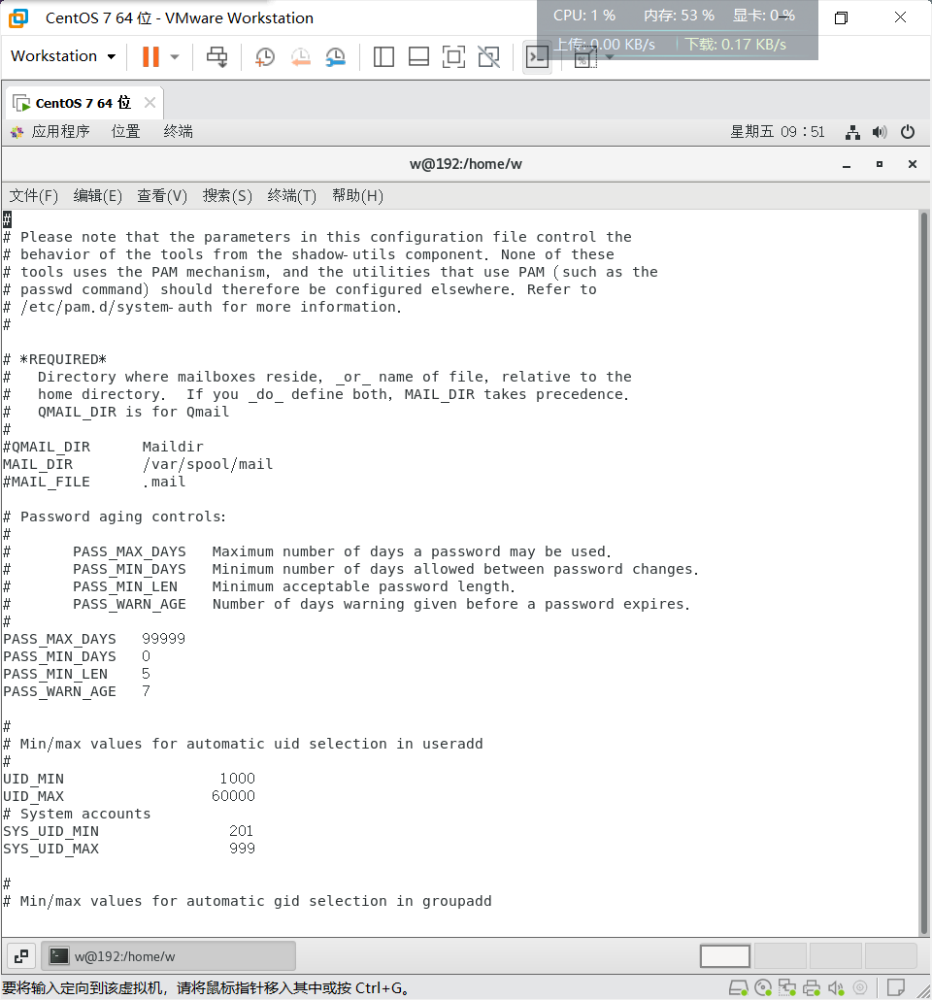 CentOS 7 64 位 - VMware Workstation
CPU: 1 % 内存: 53 % 显卡: 0 %
上传: 0.00 KB/s 下载: 0.17 KB/s
Workstation
CentOS 7 64 位
应用程序 位置 终端 星期五 09：51
w@192:/home/w
文件(F) 编辑(E) 查看(V) 搜索(S) 终端(T) 帮助(H)
#
# Please note that the parameters in this configuration file control the
# behavior of the tools from the shadow-utils component. None of these
# tools uses the PAM mechanism, and the utilities that use PAM (such as the
# passwd command) should therefore be configured elsewhere. Refer to
# /etc/pam.d/system-auth for more information.
#
# *REQUIRED*
#   Directory where mailboxes reside, _or_ name of file, relative to the
#   home directory.  If you _do_ define both, MAIL_DIR takes precedence.
#   QMAIL_DIR is for Qmail
#
#QMAIL_DIR      Maildir
MAIL_DIR        /var/spool/mail
#MAIL_FILE      .mail
# Password aging controls:
#
#       PASS_MAX_DAYS   Maximum number of days a password may be used.
#       PASS_MIN_DAYS   Minimum number of days allowed between password changes.
#       PASS_MIN_LEN    Minimum acceptable password length.
#       PASS_WARN_AGE   Number of days warning given before a password expires.
#
PASS_MAX_DAYS   99999
PASS_MIN_DAYS   0
PASS_MIN_LEN    5
PASS_WARN_AGE   7
#
# Min/max values for automatic uid selection in useradd
#
UID_MIN                  1000
UID_MAX                 60000
# System accounts
SYS_UID_MIN               201
SYS_UID_MAX               999
#
# Min/max values for automatic gid selection in groupadd
w@192:/home/w
要将输入定向到该虚拟机，请将鼠标指针移入其中或按 Ctrl+G。